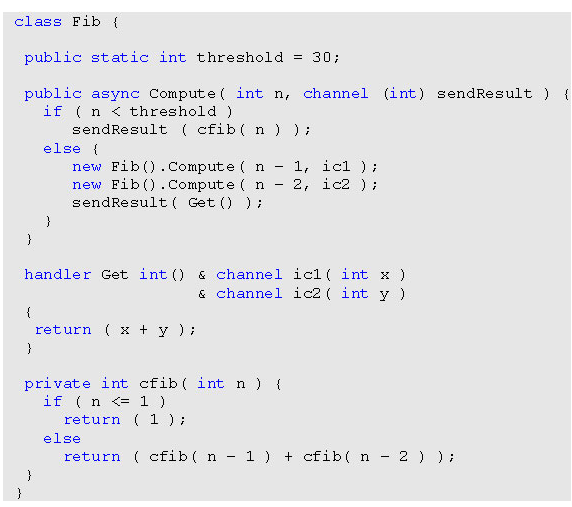 class Fib {
public static int threshold = 30;
public async Compute( int n, channel (int) sendResult ) {
if ( n < threshold )
sendResult ( cfib( n ) );
else {
new Fib().Compute( n - 1, ic1 );
new Fib().Compute( n - 2, ic2 );
sendResult( Get() );
}
}
handler Get int() & channel ic1( int x )
& channel ic2( int y )
{
return ( x + y );
}
private int cfib( int n ) {
if ( n <= 1 )
return ( 1 );
else
return ( cfib( n - 1 ) + cfib( n - 2 ) );
}
}